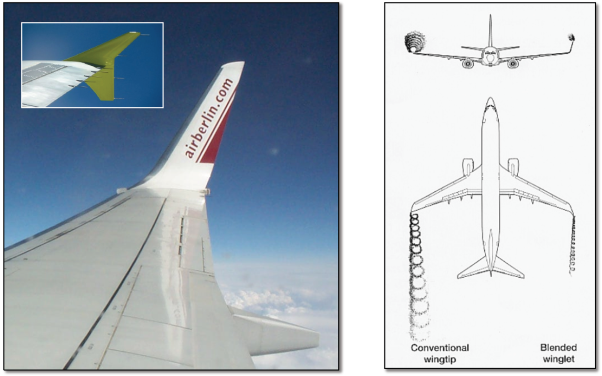 airberlin.com
Conventional
wingtip
Blended
winglet